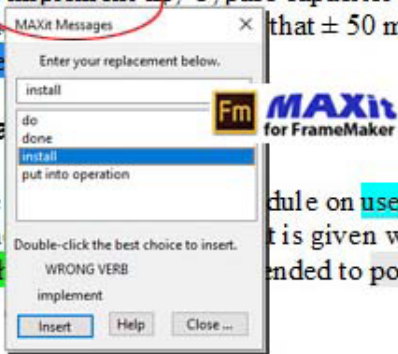 MAXit Messages
that ± 50 m
Enter your replacement below.
install
Fm MAXit
for FrameMaker
do
done
install
put into operation
dule on use
t is given w
Double-click the best choice to insert.
ended to po
WRONG VERB
implement
Insert Help Close ...